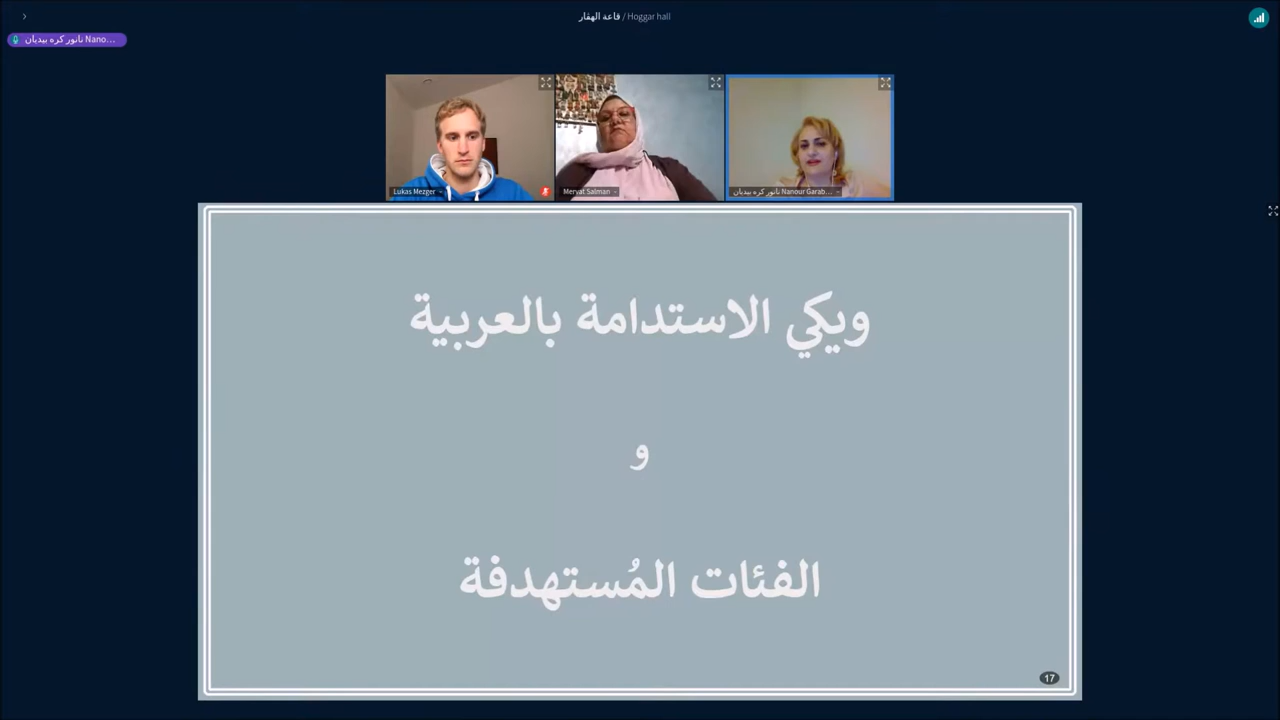 قاعة الهڤار / Hoggar hall
نانور كره بيديان Nano...
Lukas Mezger
Mervat Salman
نانور كره بيديان Nanour Garab...
ويكي الاستدامة بالعربية
و
الفئات المُستهدفة
17